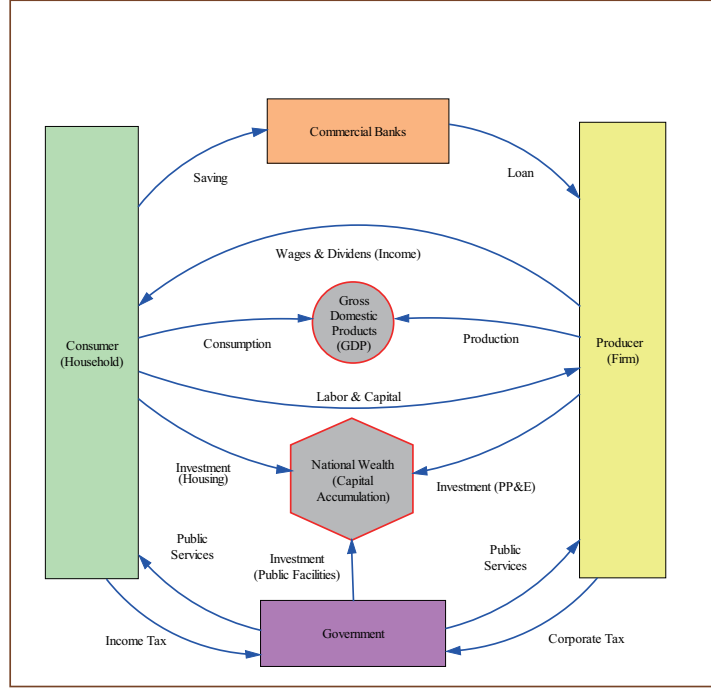 Commercial Banks
Saving
Loan
Wages & Dividens (Income)
Gross
Domestic
Products
(GDP)
Consumption
Production
Consumer
(Household)
Producer
(Firm)
Labor & Capital
National Wealth
(Capital
Accumulation)
Investment
(Housing)
Investment (PP&E)
Public
Services
Investment
(Public Facilities)
Public
Services
Income Tax
Government
Corporate Tax